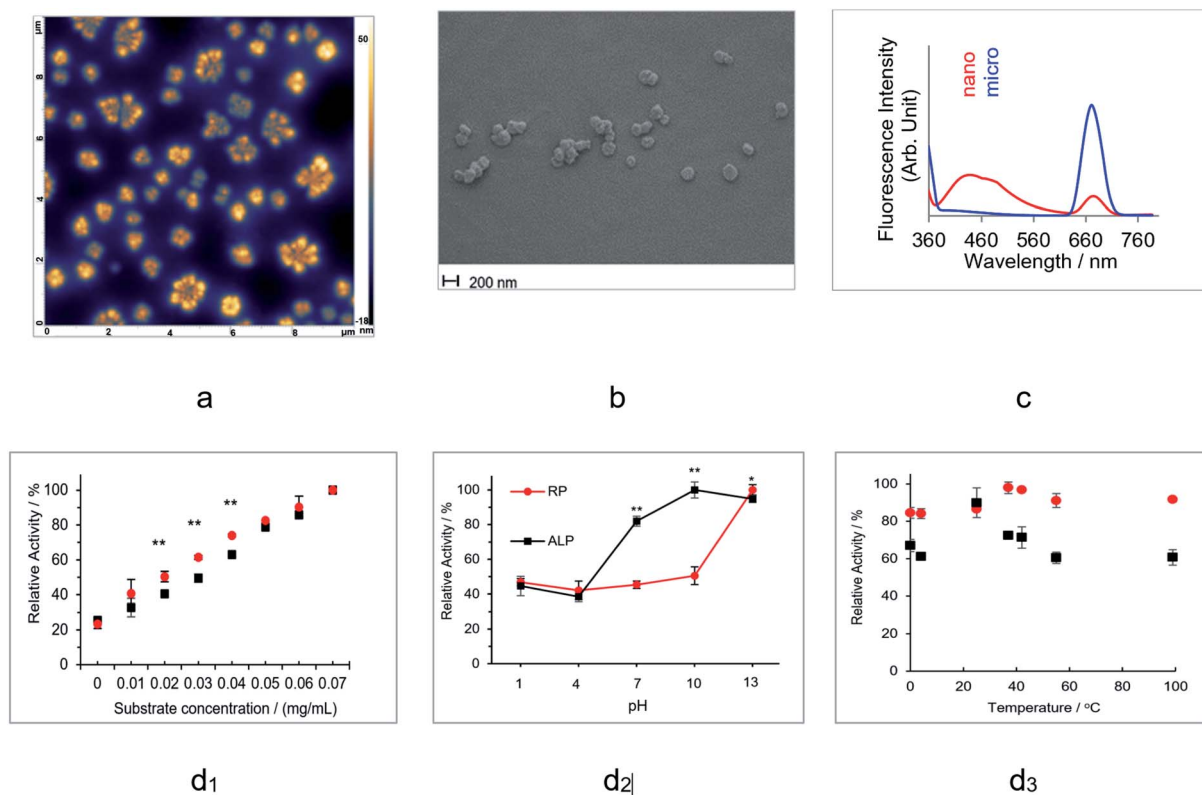 µm
8
6
4
2
0
0 2 4 6 8 µm
50
-18
nm
200 nm
Fluorescence Intensity
(Arb. Unit)
nano
micro
360 460 560 660 760
Wavelength / nm
a b c
Relative Activity / %
100
80
60
40
20
0
** ** **
0 0.01 0.02 0.03 0.04 0.05 0.06 0.07
Substrate concentration / (mg/mL)
Relative Activity / %
100
80
60
40
20
0
RP
ALP
** ** *
1 4 7 10 13
pH
Relative Activity / %
100
80
60
40
20
0
0 20 40 60 80 100
Temperature / °C
d1 d2 d3